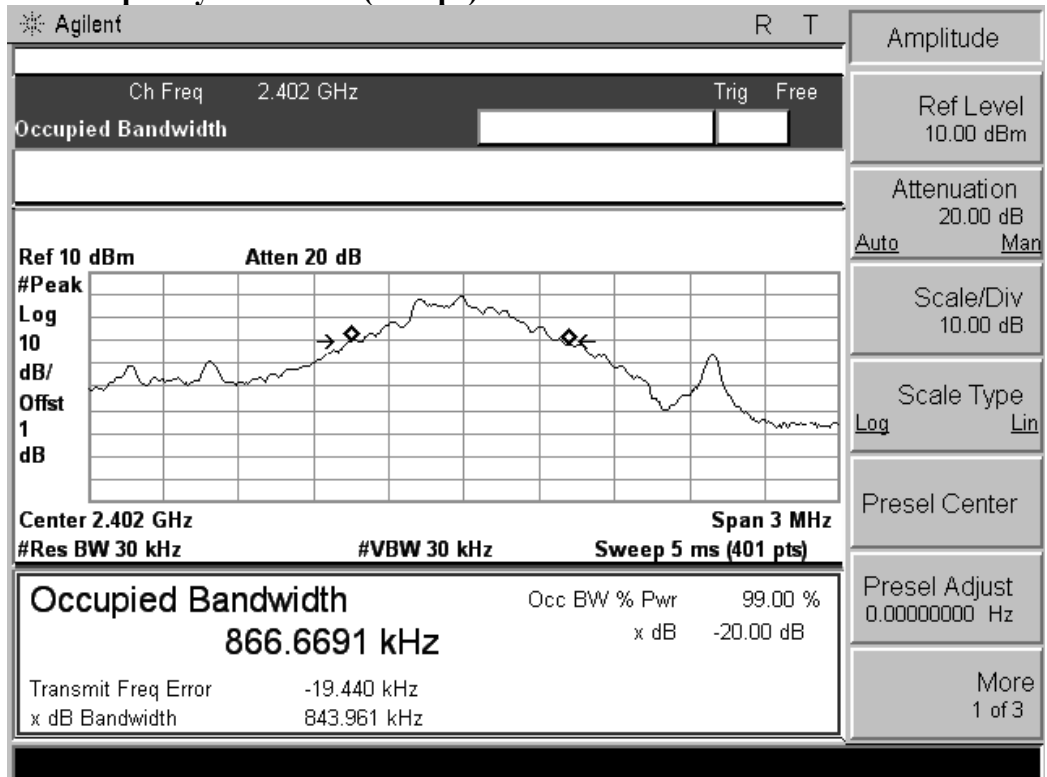 Agilent R T
Ch Freq 2.402 GHz Trig Free
Occupied Bandwidth
Ref 10 dBm Atten 20 dB
#Peak
Log
10
dB/
Offst
1
dB
Center 2.402 GHz Span 3 MHz
#Res BW 30 kHz #VBW 30 kHz Sweep 5 ms (401 pts)
Occupied Bandwidth Occ BW % Pwr 99.00 %
866.6691 kHz x dB -20.00 dB
Transmit Freq Error -19.440 kHz
x dB Bandwidth 843.961 kHz
Amplitude
Ref Level
10.00 dBm
Attenuation
20.00 dB
Auto Man
Scale/Div
10.00 dB
Scale Type
Log Lin
Presel Center
Presel Adjust
0.00000000 Hz
More
1 of 3